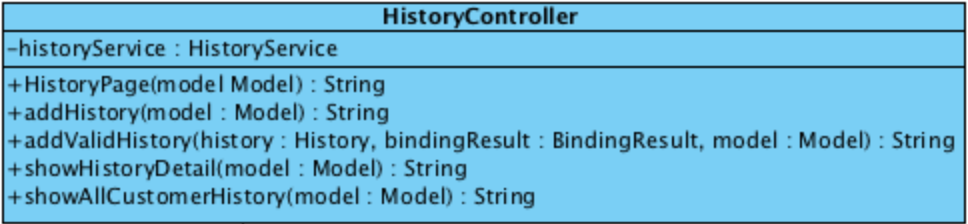 HistoryController
-historyService : HistoryService
+HistoryPage(model Model) : String
+addHistory(model : Model) : String
+addValidHistory(history : History, bindingResult : BindingResult, model : Model) : String
+showHistoryDetail(model : Model) : String
+showAllCustomerHistory(model : Model) : String